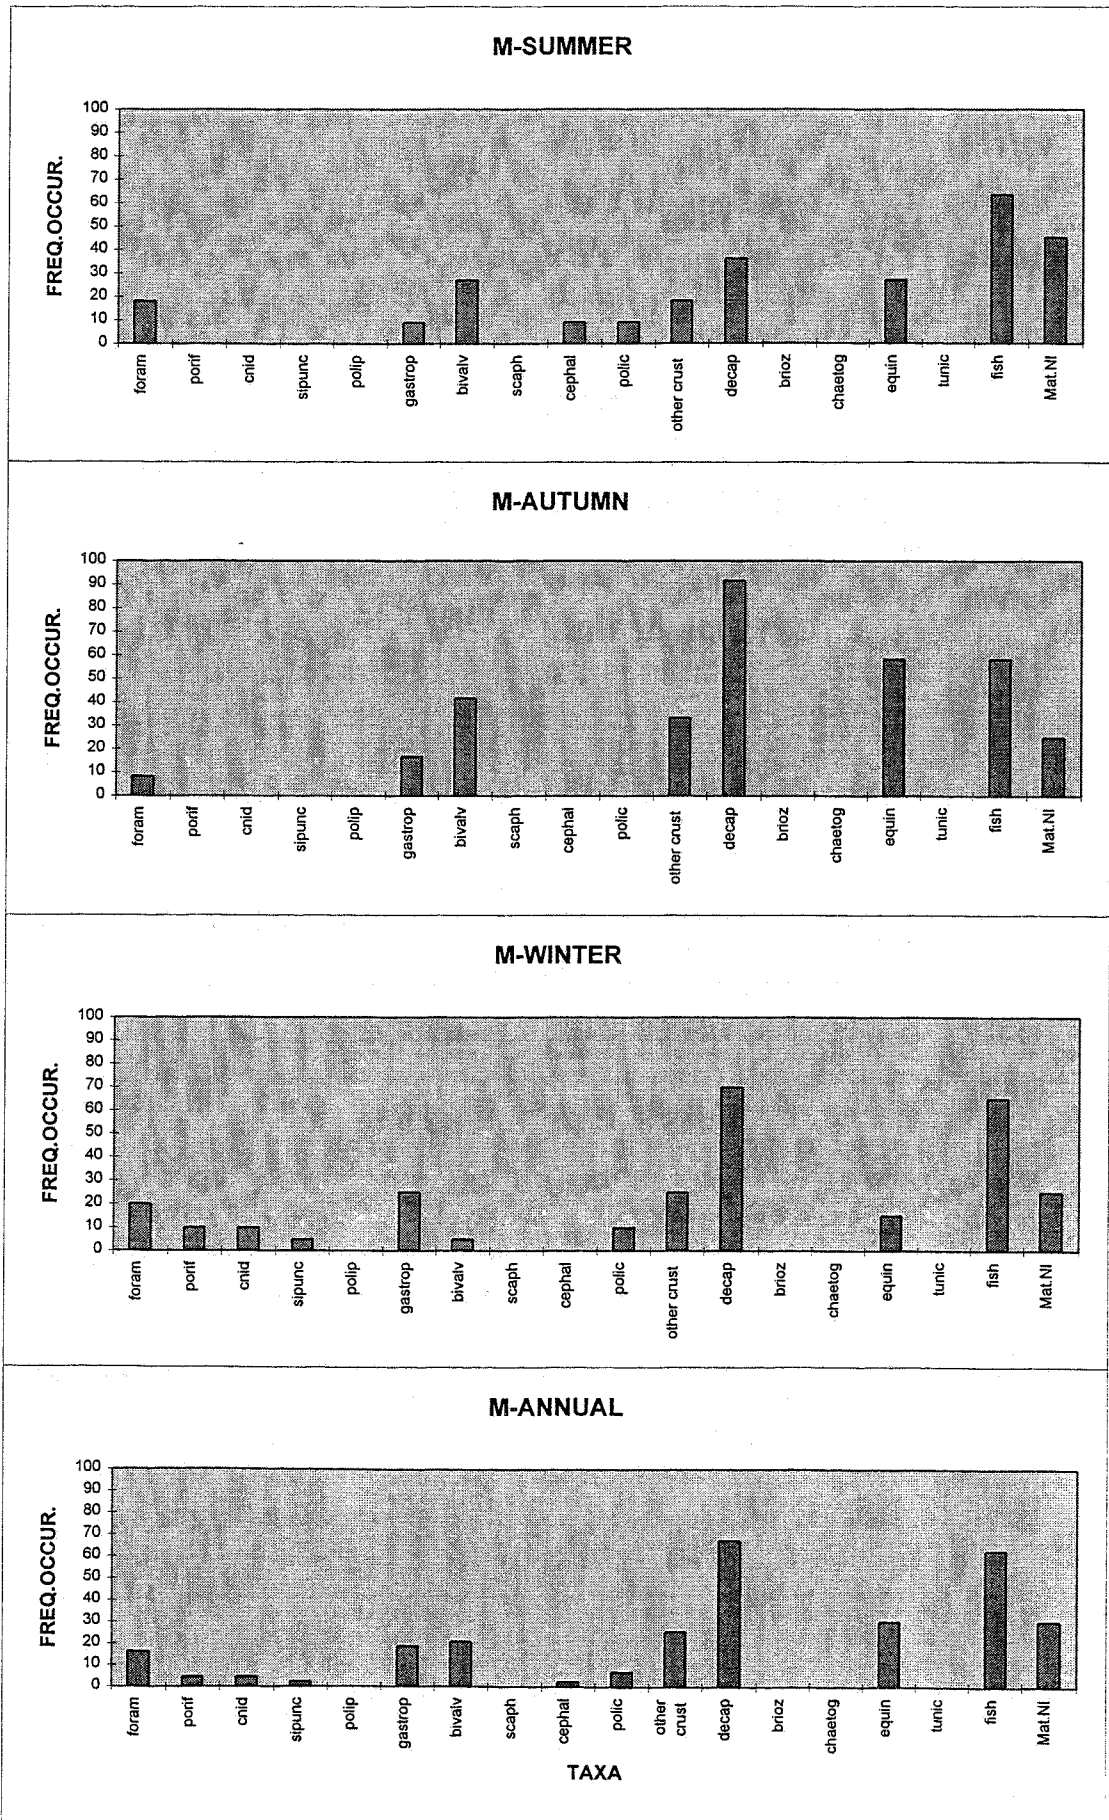 M-SUMMER
FREQ.OCCUR.
100
90
80
70
60
50
40
30
20
10
0
foram
porif
cnid
sipunc
polip
gastrop
bivalv
scaph
cephal
polic
other crust
decap
brioz
chaetog
equin
tunic
fish
Mat.NI
M-AUTUMN
FREQ.OCCUR.
100
90
80
70
60
50
40
30
20
10
0
foram
porif
cnid
sipunc
polip
gastrop
bivalv
scaph
cephal
polic
other crust
decap
brioz
chaetog
equin
tunic
fish
Mat.NI
M-WINTER
FREQ.OCCUR.
100
90
80
70
60
50
40
30
20
10
0
foram
porif
cnid
sipunc
polip
gastrop
bivalv
scaph
cephal
polic
other crust
decap
brioz
chaetog
equin
tunic
fish
Mat.NI
M-ANNUAL
FREQ.OCCUR.
100
90
80
70
60
50
40
30
20
10
0
foram
porif
cnid
sipunc
polip
gastrop
bivalv
scaph
cephal
polic
other
crust
decap
brioz
chaetog
equin
tunic
fish
Mat.NI
TAXA